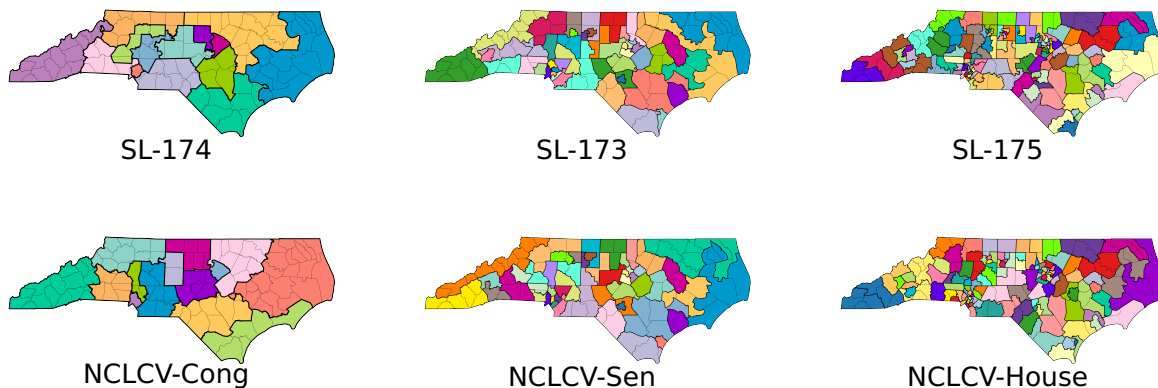 SL-174
SL-173
SL-175
NCLCV-Cong
NCLCV-Sen
NCLCV-House